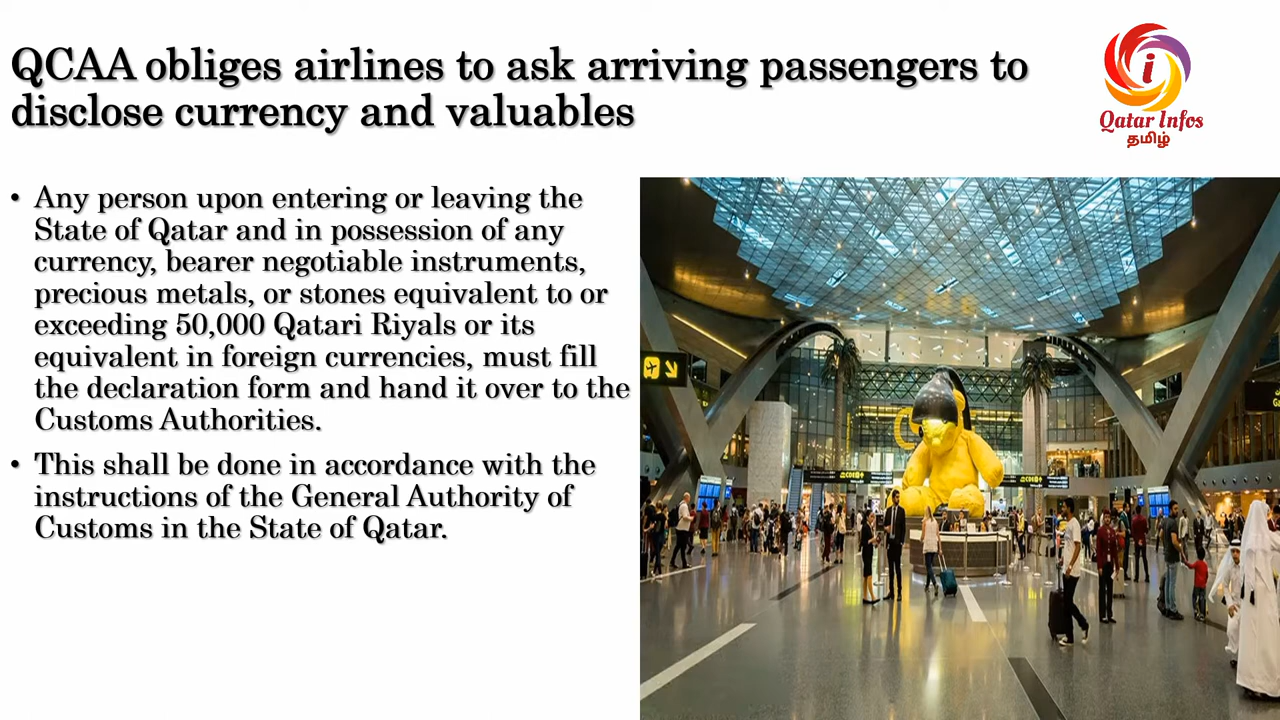 QCAA obliges airlines to ask arriving passengers to
disclose currency and valuables
i
Qatar Infos
தமிழ்
• Any person upon entering or leaving the
State of Qatar and in possession of any
currency, bearer negotiable instruments,
precious metals, or stones equivalent to or
exceeding 50,000 Qatari Riyals or its
equivalent in foreign currencies, must fill
the declaration form and hand it over to the
Customs Authorities.
• This shall be done in accordance with the
instructions of the General Authority of
Customs in the State of Qatar.